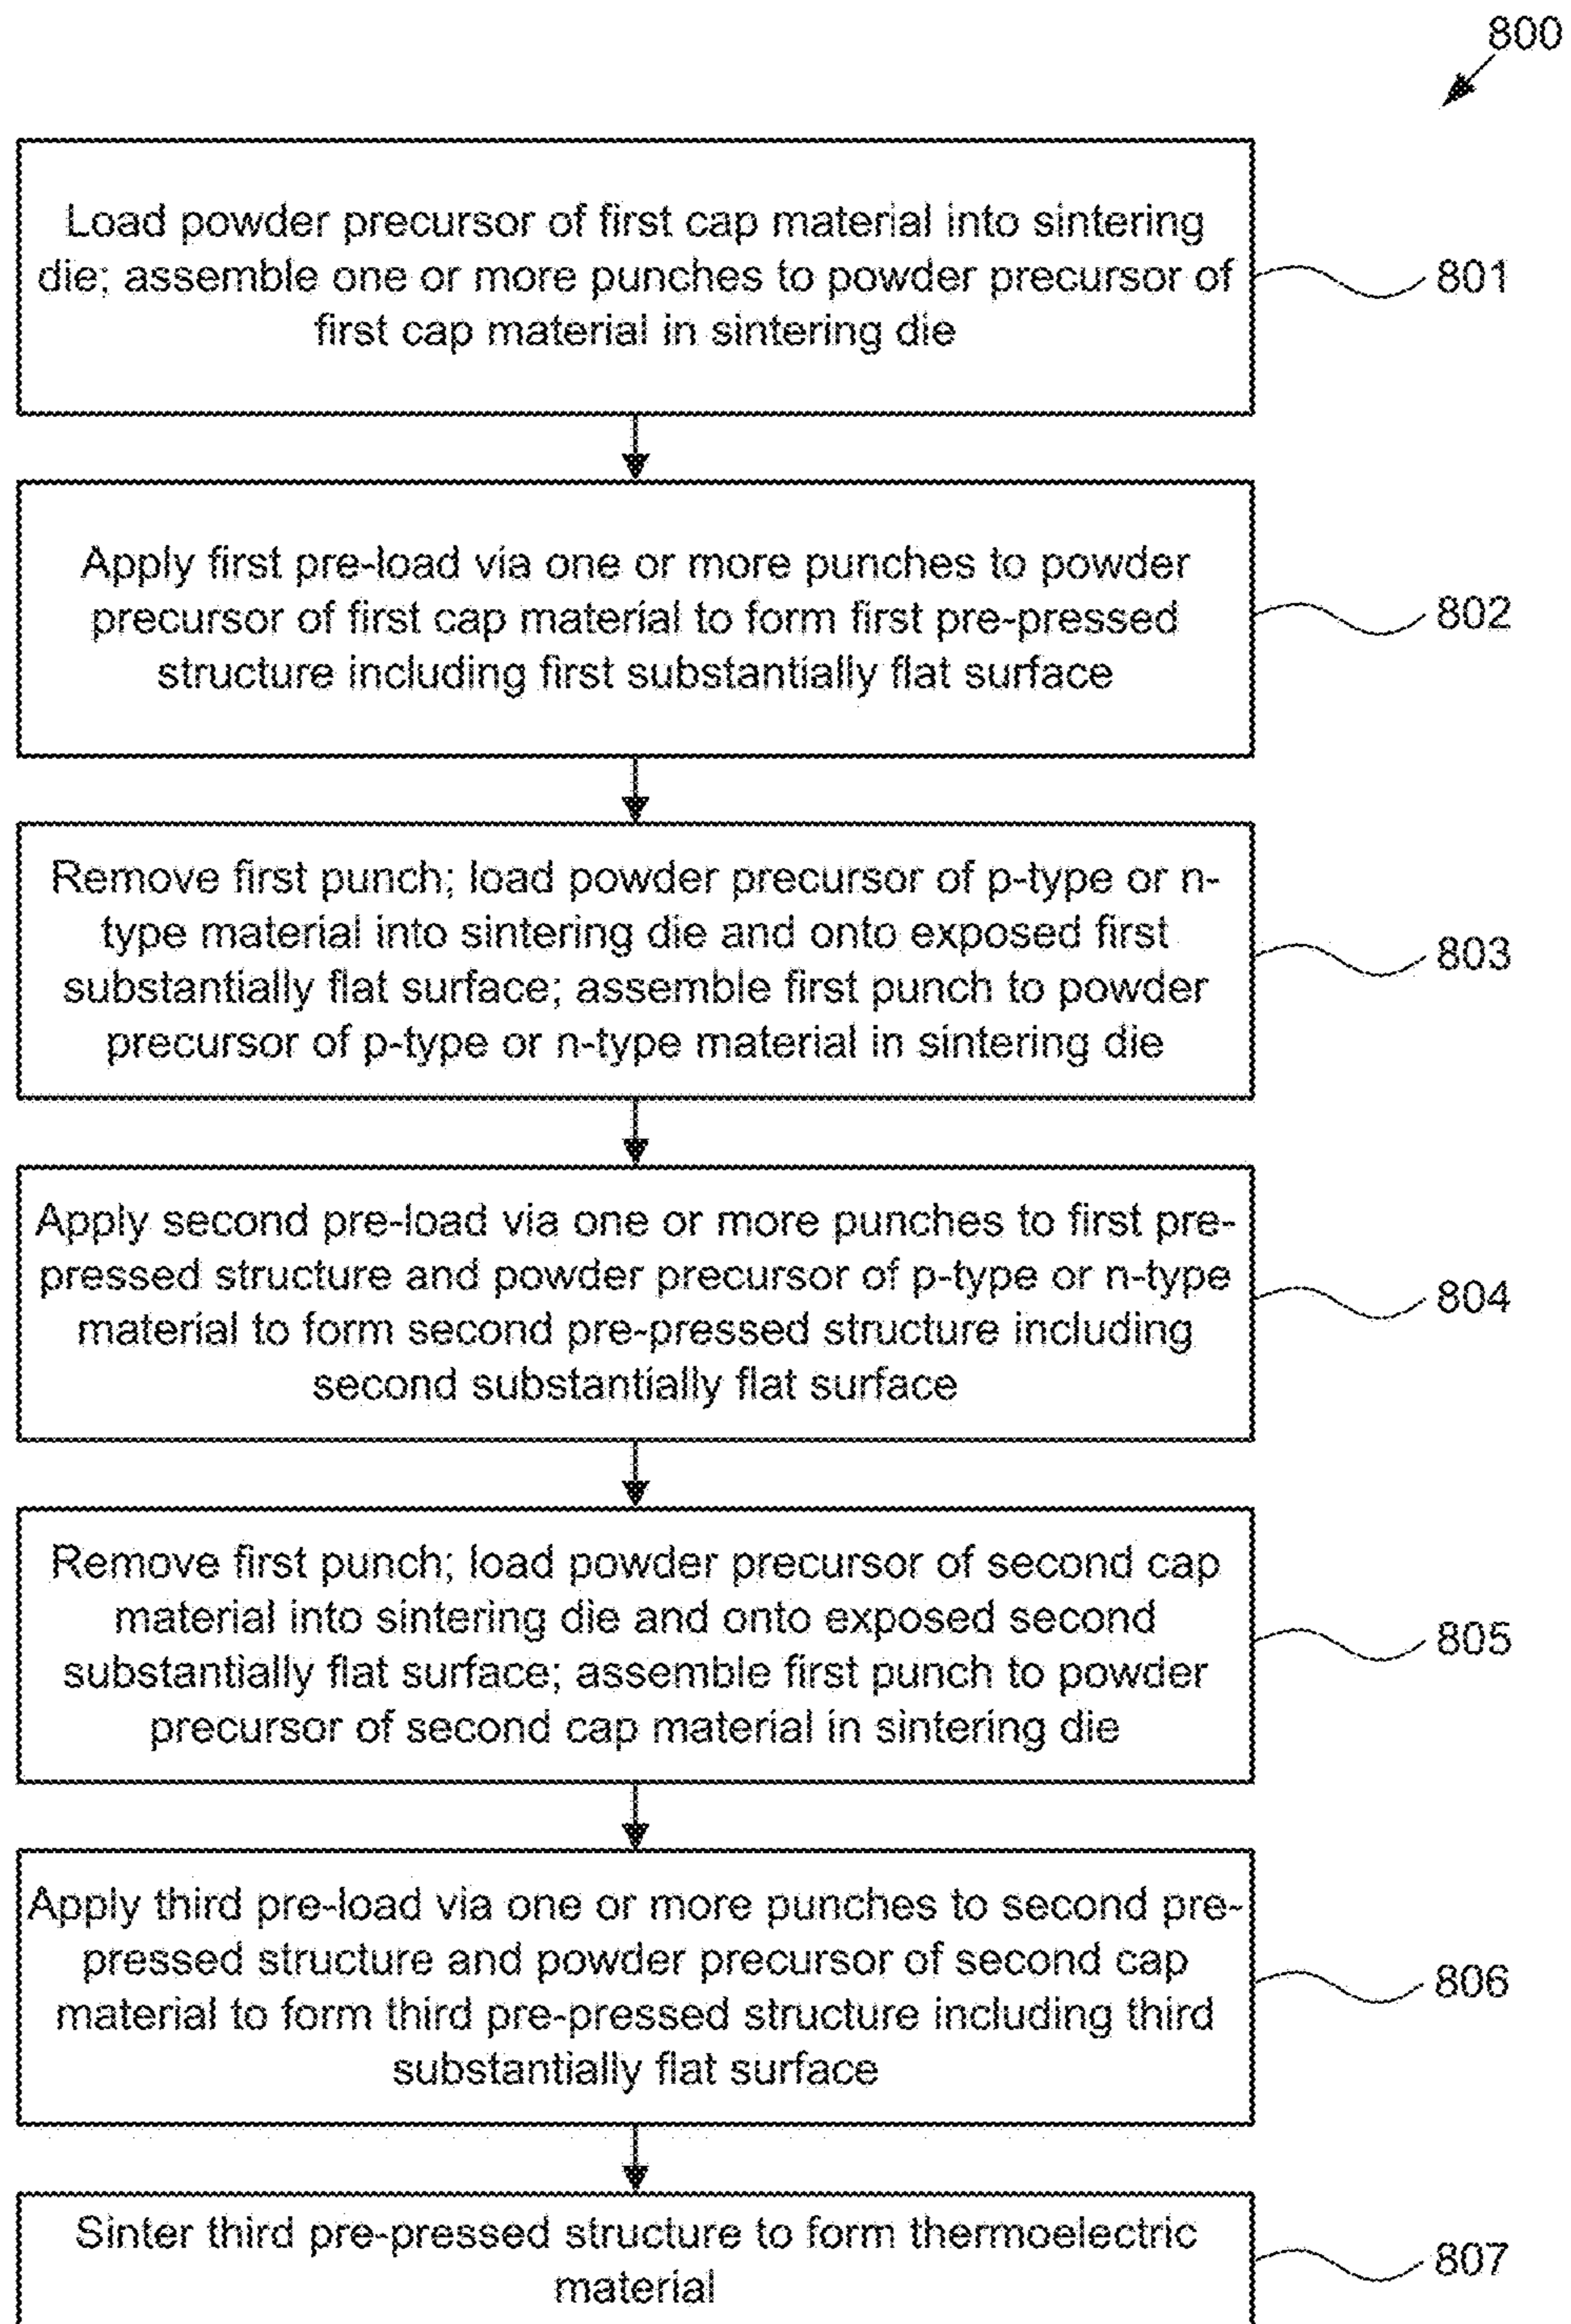 800
Load powder precursor of first cap material into sintering
die; assemble one or more punches to powder precursor of
first cap material in sintering die
801
Apply first pre-load via one or more punches to powder
precursor of first cap material to form first pre-pressed
structure including first substantially flat surface
802
Remove first punch; load powder precursor of p-type or n-
type material into sintering die and onto exposed first
substantially flat surface; assemble first punch to powder
precursor of p-type or n-type material in sintering die
803
Apply second pre-load via one or more punches to first pre-
pressed structure and powder precursor of p-type or n-type
material to form second pre-pressed structure including
second substantially flat surface
804
Remove first punch; load powder precursor of second cap
material into sintering die and onto exposed second
substantially flat surface; assemble first punch to powder
precursor of second cap material in sintering die
805
Apply third pre-load via one or more punches to second pre-
pressed structure and powder precursor of second cap
material to form third pre-pressed structure including third
substantially flat surface
806
Sinter third pre-pressed structure to form thermoelectric
material
807